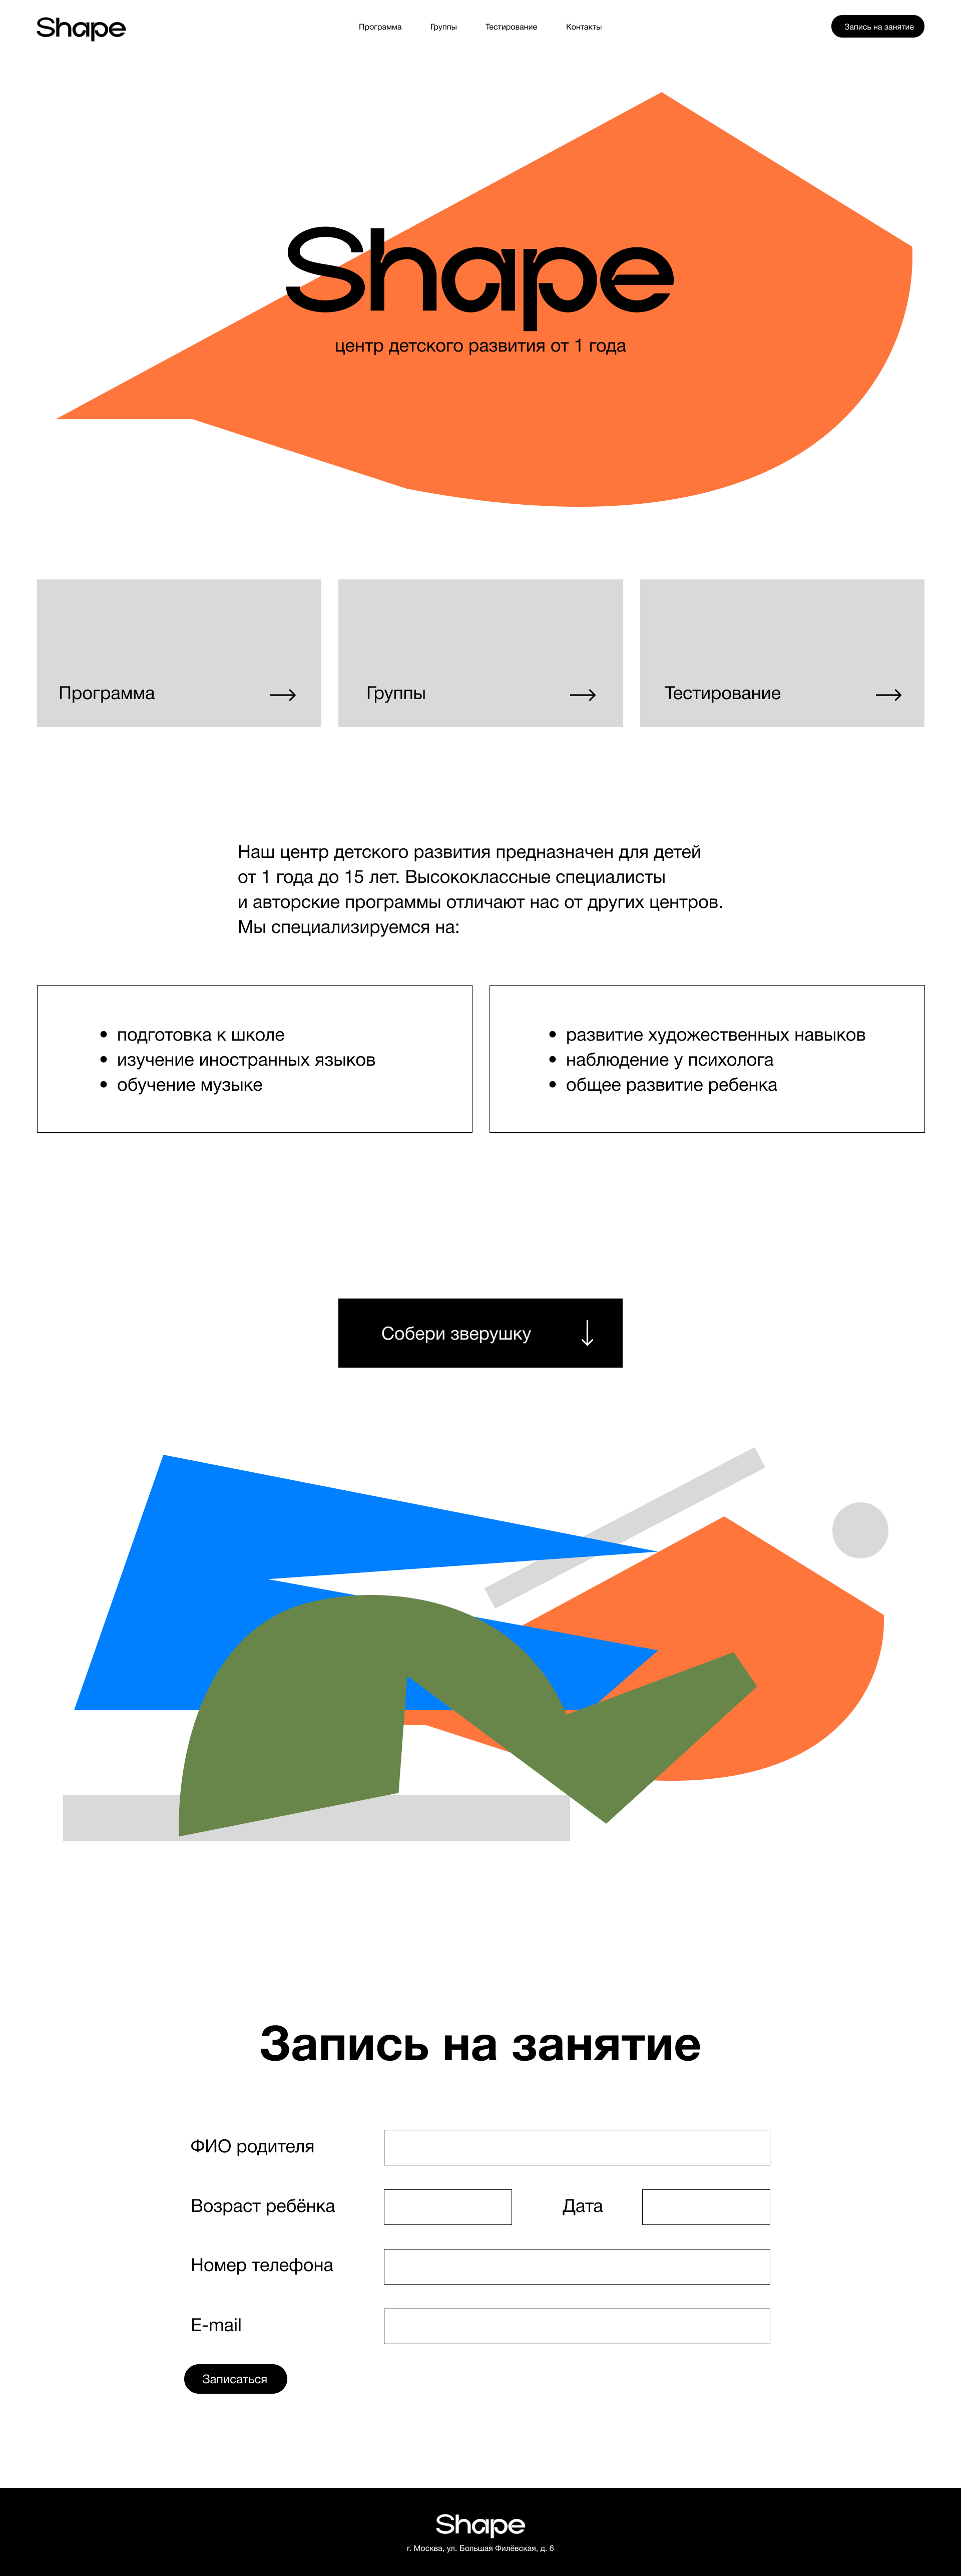 Shape
Программа
Группы
Тестирование
Контакты
Запись на занятие
Shape
центр детского развития от 1 года
Программа
Группы
Тестирование
Наш центр детского развития предназначен для детей
от 1 года до 15 лет. Высококлассные специалисты
и авторские программы отличают нас от других центров.
Мы специализируемся на:
• подготовка к школе
• изучение иностранных языков
• обучение музыке
• развитие художественных навыков
• наблюдение у психолога
• общее развитие ребенка
Собери зверушку
Запись на занятие
ФИО родителя
Возраст ребёнка
Дата
Номер телефона
E-mail
Записаться
Shape
г. Москва, ул. Большая Филёвская, д. 6